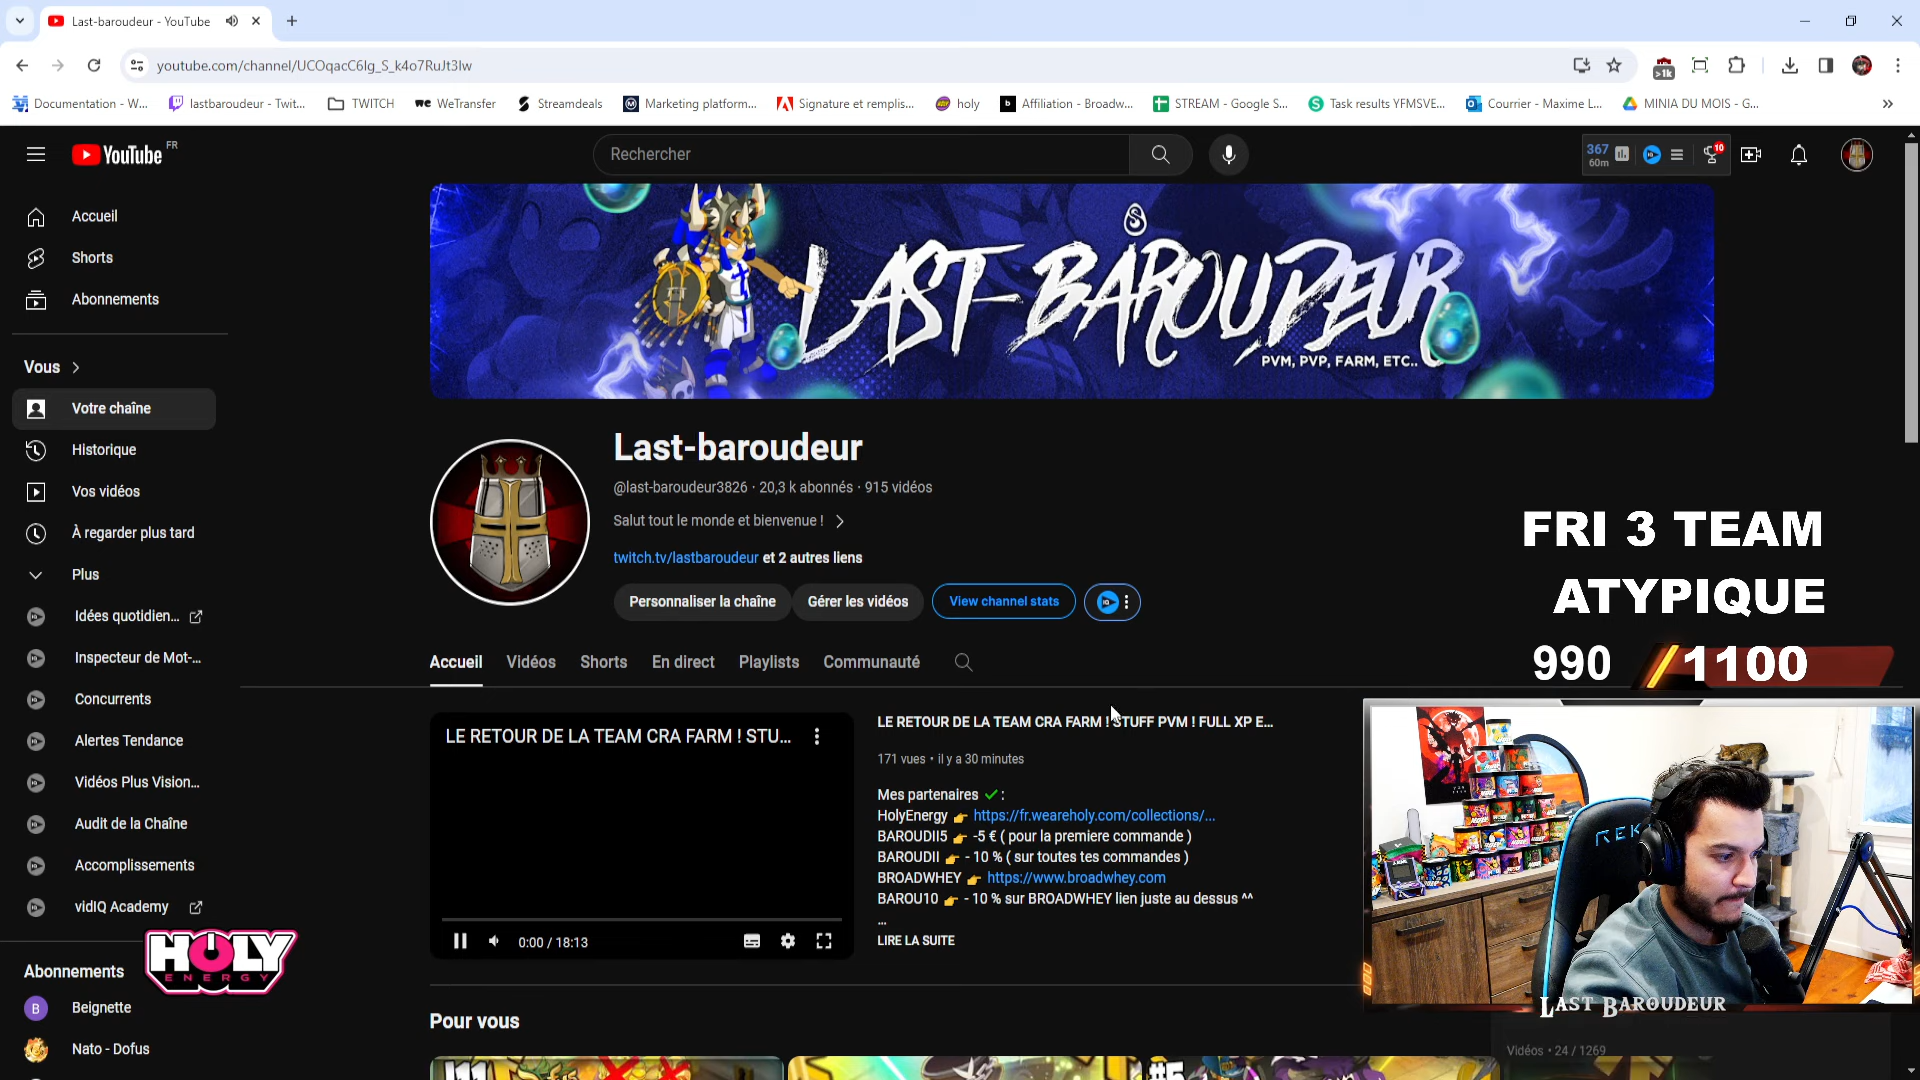 Last-baroudeur - YouTube
youtube.com/channel/UCOqacC6lg_S_k4o7RuJt3lw
>1k
Documentation - W...
lastbaroudeur - Twit...
TWITCH
WeTransfer
Streamdeals
Marketing platform...
Signature et remplis...
holy
Affiliation - Broadw...
STREAM - Google S...
Task results YFMSVE...
Courrier - Maxime L...
MINIA DU MOIS - G...
YouTube FR
Rechercher
367
60m
10
Accueil
Shorts
Abonnements
Vous
Votre chaîne
Historique
Vos vidéos
À regarder plus tard
Plus
Idées quotidien...
Inspecteur de Mot-...
Concurrents
Alertes Tendance
Vidéos Plus Vision...
Audit de la Chaîne
Accomplissements
vidIQ Academy
HOLY
ENERGY
Abonnements
B
Beignette
Nato - Dofus
LAST-BAROUDEUR
PVM, PVP, FARM, ETC..
Last-baroudeur
@last-baroudeur3826 · 20,3 k abonnés · 915 vidéos
Salut tout le monde et bienvenue !
twitch.tv/lastbaroudeur et 2 autres liens
Personnaliser la chaîne
Gérer les vidéos
View channel stats
Accueil
Vidéos
Shorts
En direct
Playlists
Communauté
LE RETOUR DE LA TEAM CRA FARM ! STU...
0:00 / 18:13
LE RETOUR DE LA TEAM CRA FARM ! STUFF PVM ! FULL XP E...
171 vues • il y a 30 minutes
Mes partenaires ✔ :
HolyEnergy 👉 https://fr.weareholy.com/collections/...
BAROUDII5 👉 -5 € ( pour la premiere commande )
BAROUDII 👉 - 10 % ( sur toutes tes commandes )
BROADWHEY 👉 https://www.broadwhey.com
BAROU10 👉 - 10 % sur BROADWHEY lien juste au dessus ^^
...
LIRE LA SUITE
Pour vous
FRI 3 TEAM
ATYPIQUE
990 / 1100
REK
LAST BAROUDEUR
Vidéos • 24 / 1269